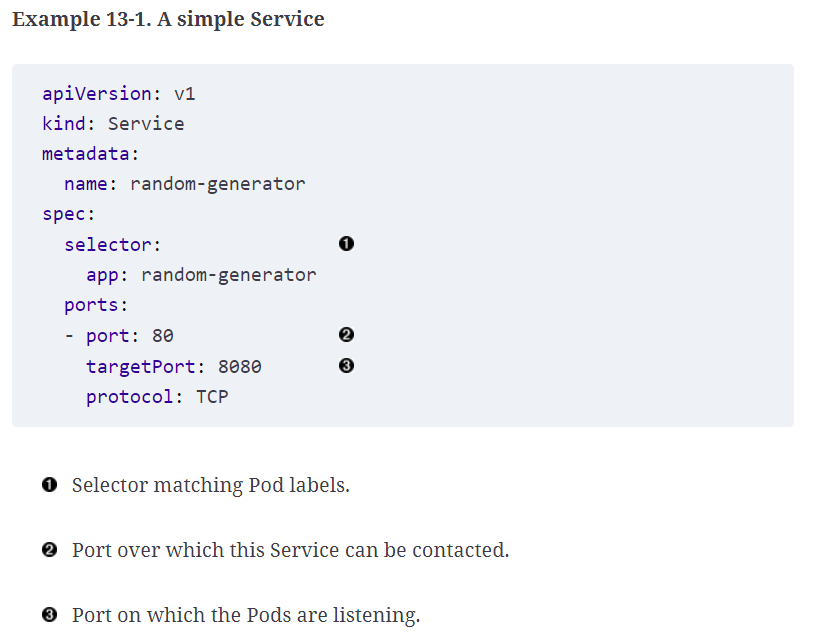 Example 13-1. A simple Service
apiVersion: v1
kind: Service
metadata:
  name: random-generator
spec:
  selector:                ❶
    app: random-generator
  ports:
  - port: 80               ❷
    targetPort: 8080       ❸
    protocol: TCP
❶ Selector matching Pod labels.
❷ Port over which this Service can be contacted.
❸ Port on which the Pods are listening.